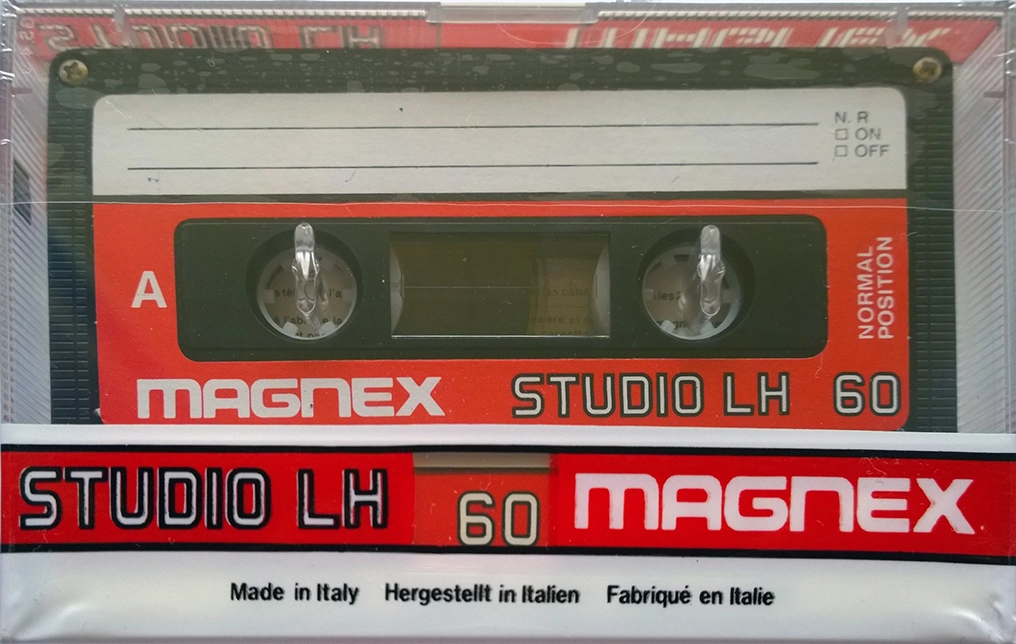 N. R
☐ ON
☐ OFF
A
NORMAL
POSITION
MAGNEX STUDIO LH 60
STUDIO LH 60 MAGNEX
Made in Italy Hergestellt in Italien Fabriqué en Italie